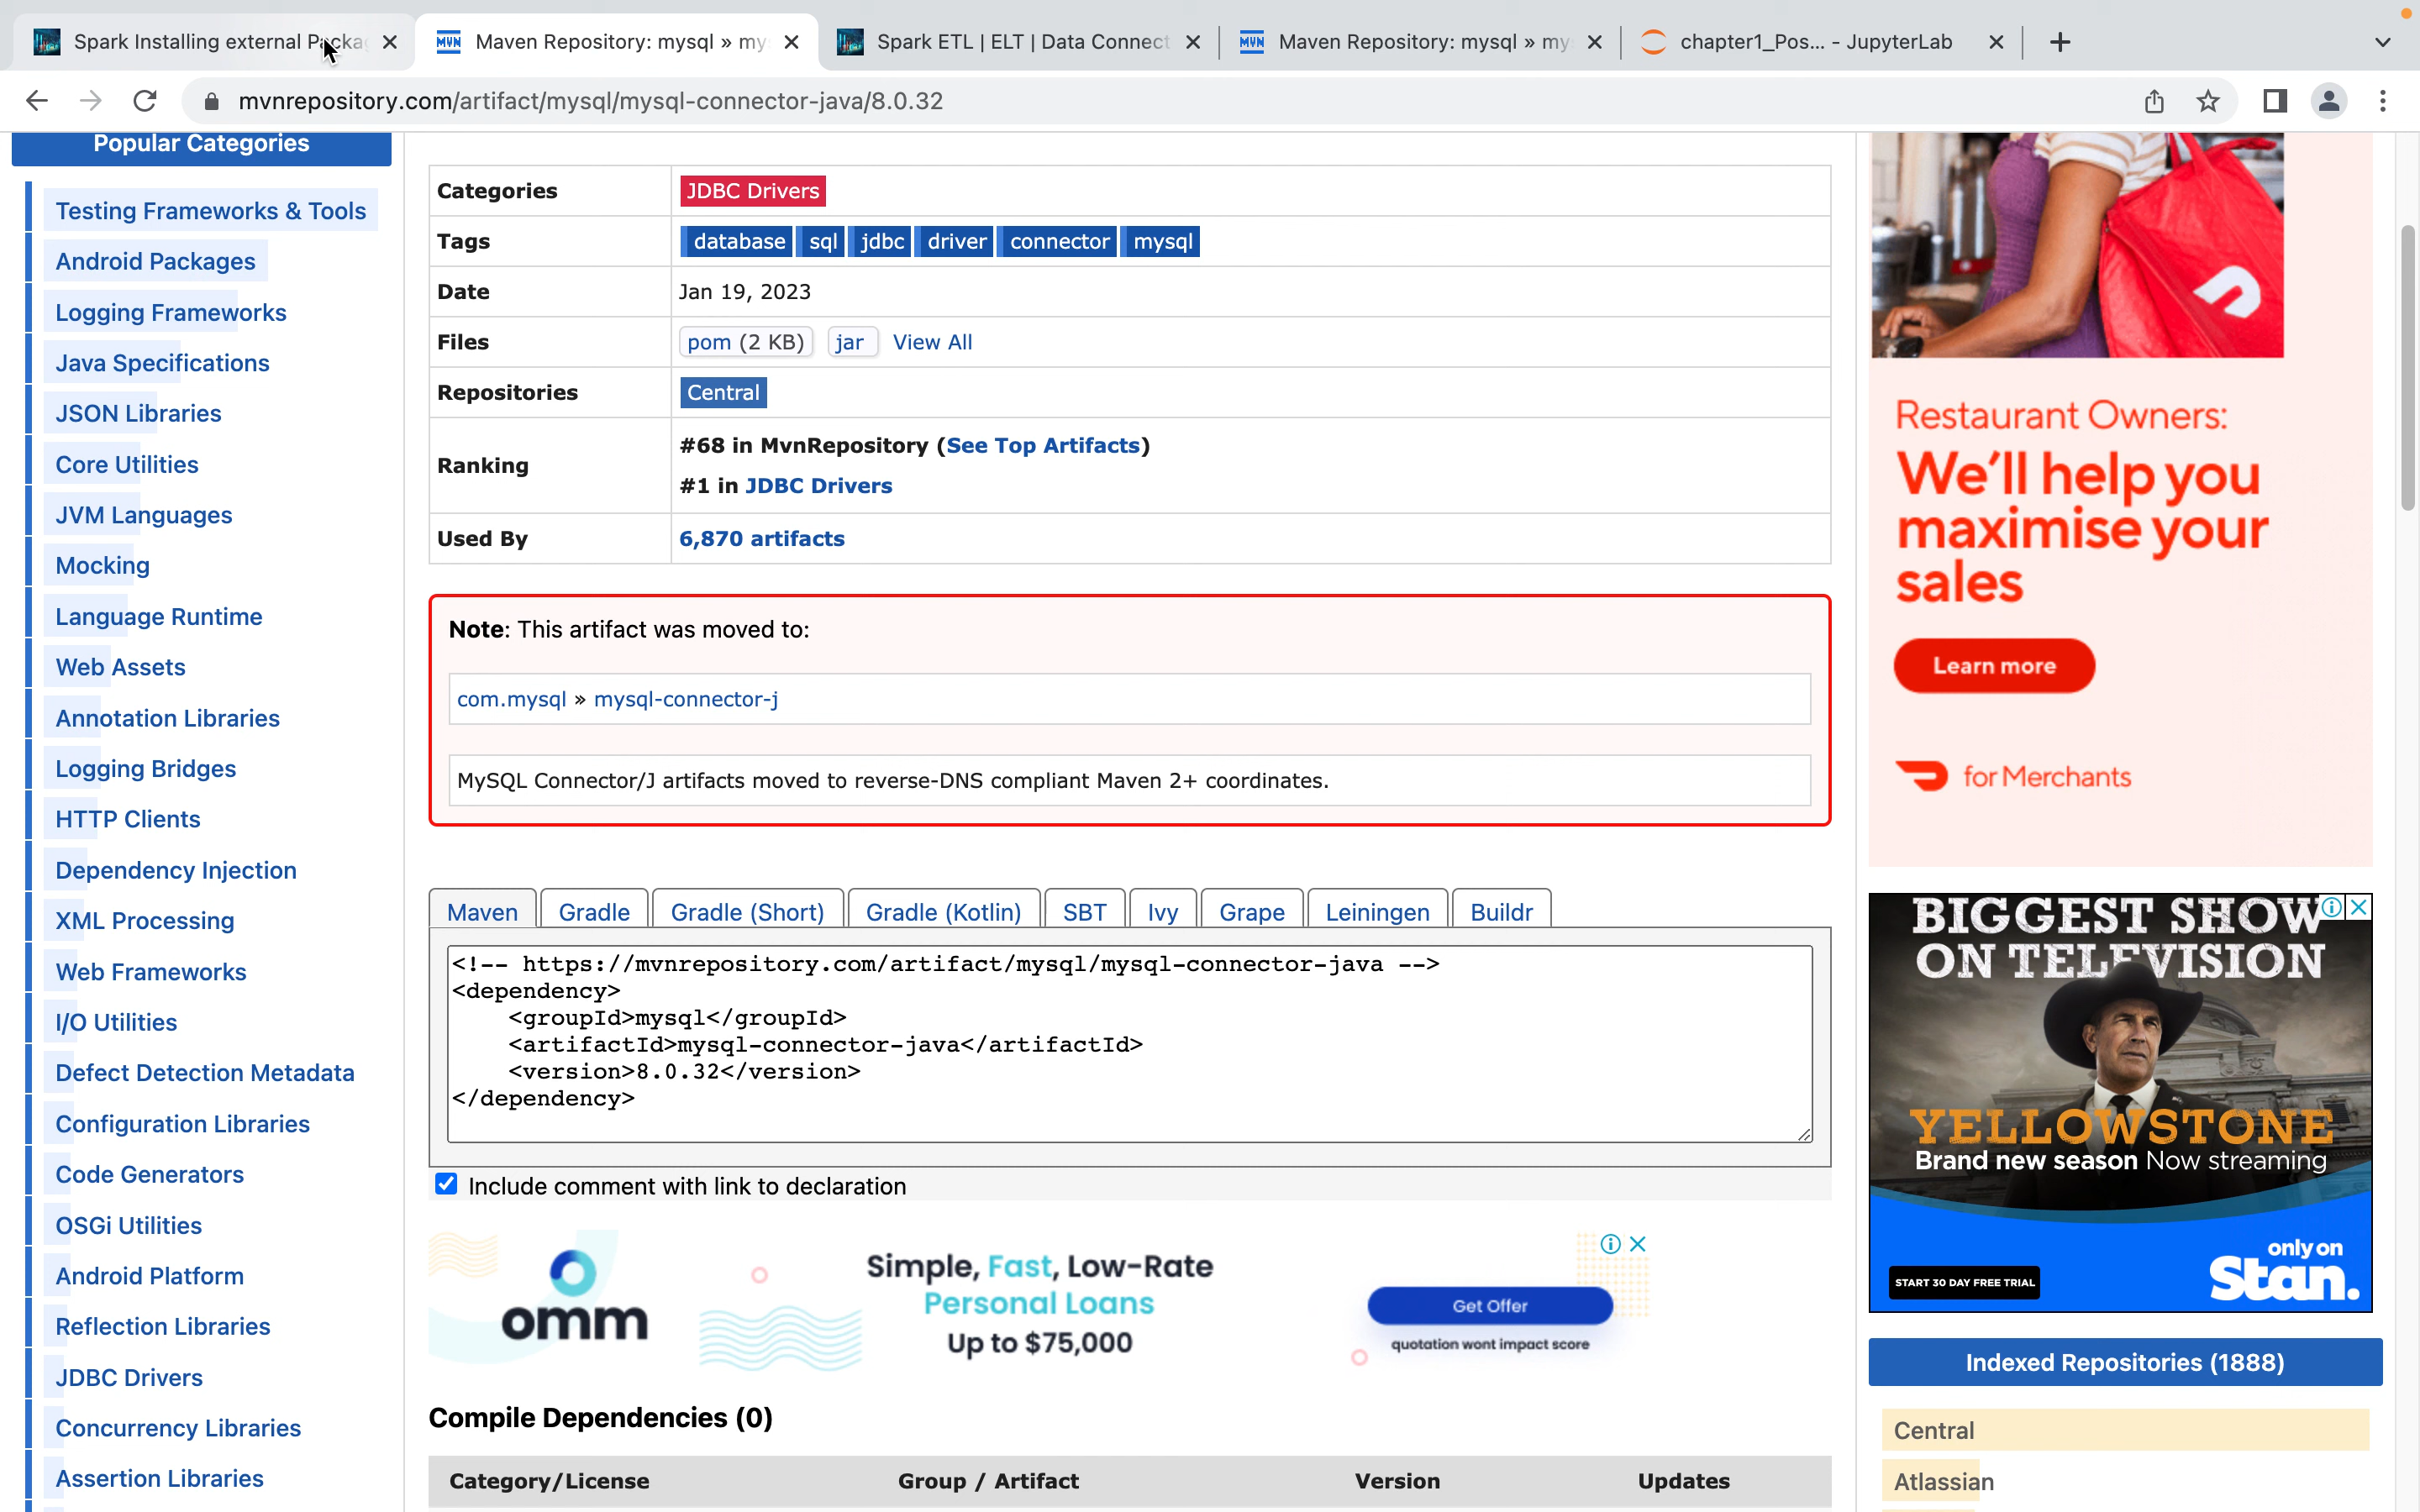 Spark Installing external Packa
Maven Repository: mysql » my
Spark ETL | ELT | Data Connect
Maven Repository: mysql » my
chapter1_Pos... - JupyterLab
mvnrepository.com/artifact/mysql/mysql-connector-java/8.0.32
Popular Categories
Testing Frameworks & Tools
Android Packages
Logging Frameworks
Java Specifications
JSON Libraries
Core Utilities
JVM Languages
Mocking
Language Runtime
Web Assets
Annotation Libraries
Logging Bridges
HTTP Clients
Dependency Injection
XML Processing
Web Frameworks
I/O Utilities
Defect Detection Metadata
Configuration Libraries
Code Generators
OSGi Utilities
Android Platform
Reflection Libraries
JDBC Drivers
Concurrency Libraries
Assertion Libraries
Categories JDBC Drivers
Tags database sql jdbc driver connector mysql
Date Jan 19, 2023
Files pom (2 KB) jar View All
Repositories Central
Ranking #68 in MvnRepository (See Top Artifacts)
#1 in JDBC Drivers
Used By 6,870 artifacts
Note: This artifact was moved to:
com.mysql » mysql-connector-j
MySQL Connector/J artifacts moved to reverse-DNS compliant Maven 2+ coordinates.
Maven Gradle Gradle (Short) Gradle (Kotlin) SBT Ivy Grape Leiningen Buildr
<!-- https://mvnrepository.com/artifact/mysql/mysql-connector-java -->
<dependency>
<groupId>mysql</groupId>
<artifactId>mysql-connector-java</artifactId>
<version>8.0.32</version>
</dependency>
Include comment with link to declaration
omm
Simple, Fast, Low-Rate
Personal Loans
Up to $75,000
Get Offer
quotation wont impact score
Compile Dependencies (0)
Category/License Group / Artifact Version Updates
Restaurant Owners:
We'll help you
maximise your
sales
Learn more
for Merchants
BIGGEST SHOW
ON TELEVISION
YELLOWSTONE
Brand new season Now streaming
START 30 DAY FREE TRIAL
only on
Stan.
Indexed Repositories (1888)
Central
Atlassian